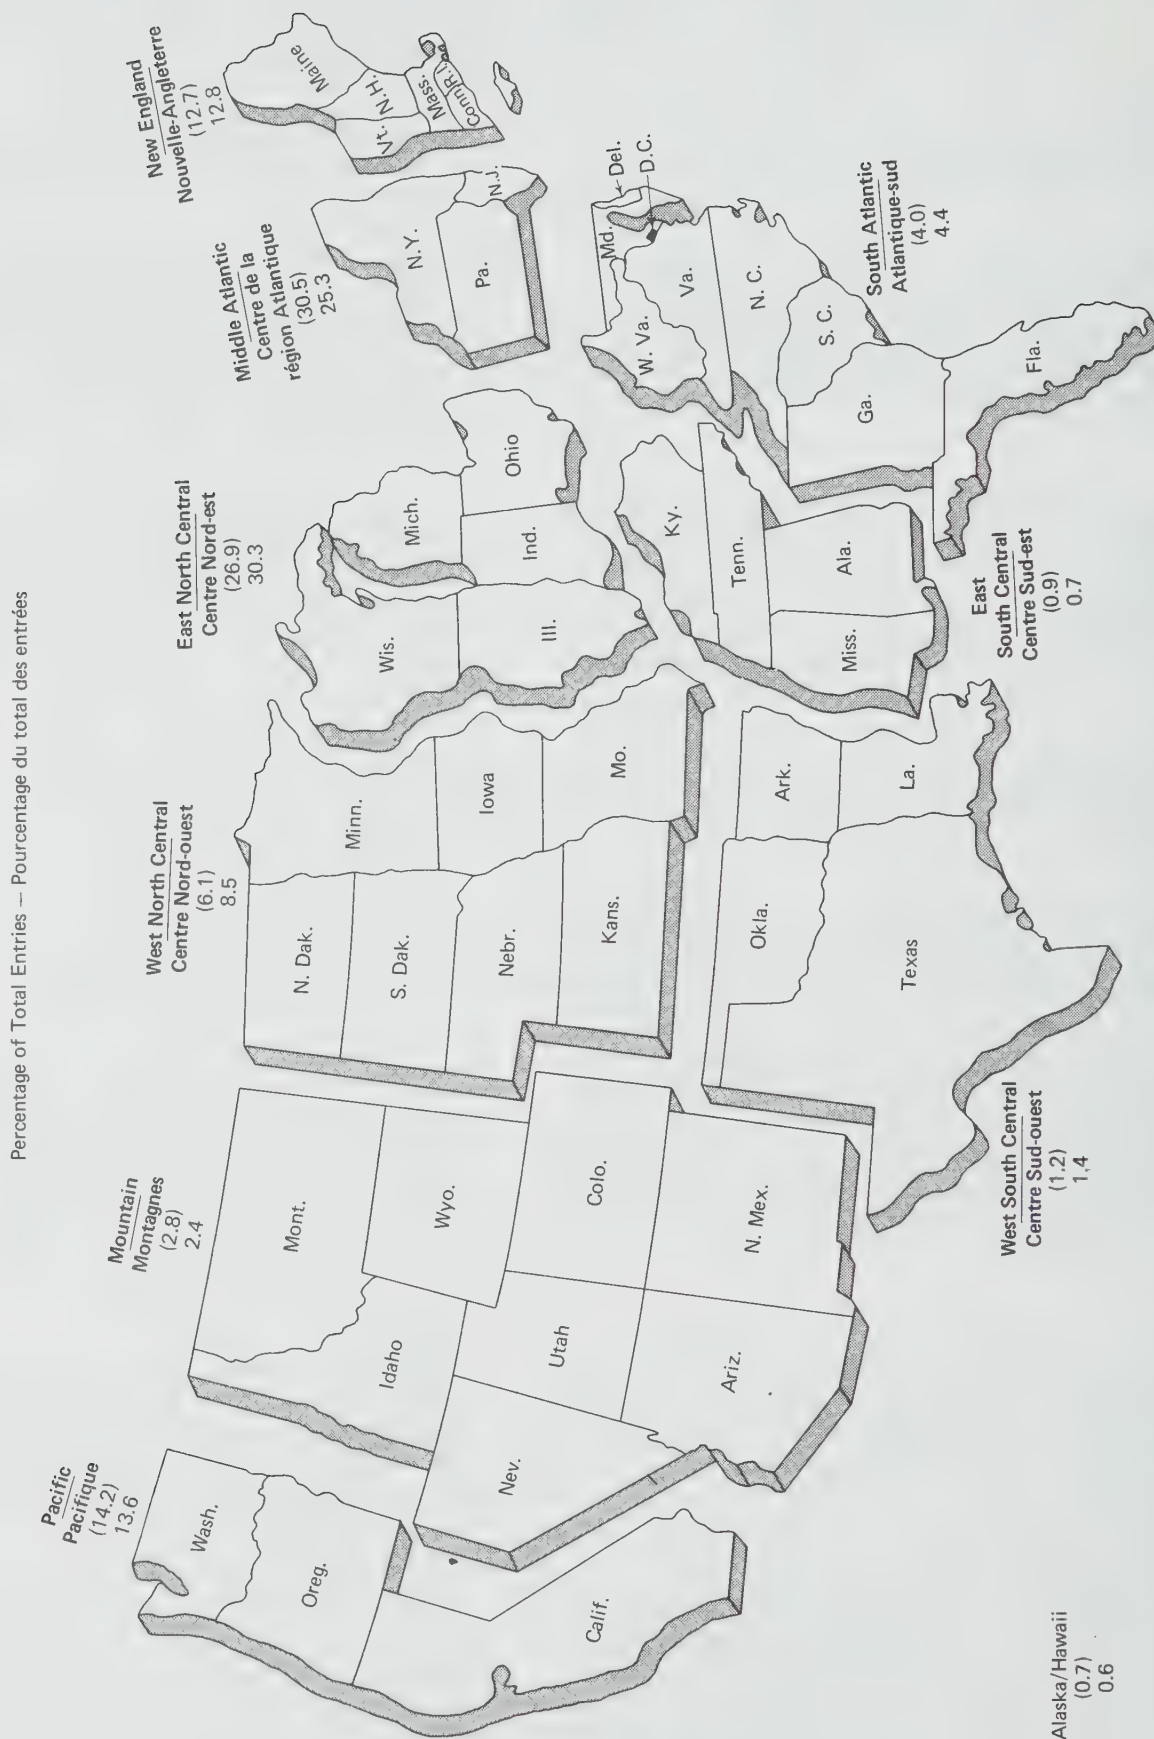 Percentage of Total Entries — Pourcentage du total des entrées
Pacific
Pacifique
(14.2)
13.6
Mountain
Montagnes
(2.8)
2.4
West North Central
Centre Nord-ouest
(6.1)
8.5
East North Central
Centre Nord-est
(26.9)
30.3
Middle Atlantic
Centre de la
région Atlantique
(30.5)
25.3
New England
Nouvelle-Angleterre
(12.7)
12.8
Wash.
Oreg.
Calif.
Mont.
Idaho
Wyo.
Nev.
Utah
Colo.
Ariz.
N. Mex.
N. Dak.
S. Dak.
Nebr.
Kans.
Minn.
Iowa
Mo.
Wis.
Mich.
Ill.
Ind.
Ohio
N.Y.
Pa.
N.J.
Maine
Vt.
N.H.
Mass.
Conn.
R.I.
Okla.
Texas
Ark.
La.
Ky.
Tenn.
Miss.
Ala.
Md.
Del.
D.C.
W. Va.
Va.
N. C.
S. C.
Ga.
Fla.
South Atlantic
Atlantique-sud
(4.0)
4.4
East
South Central
Centre Sud-est
(0.9)
0.7
West South Central
Centre Sud-ouest
(1.2)
1.4
Alaska/Hawaii
(0.7)
0.6